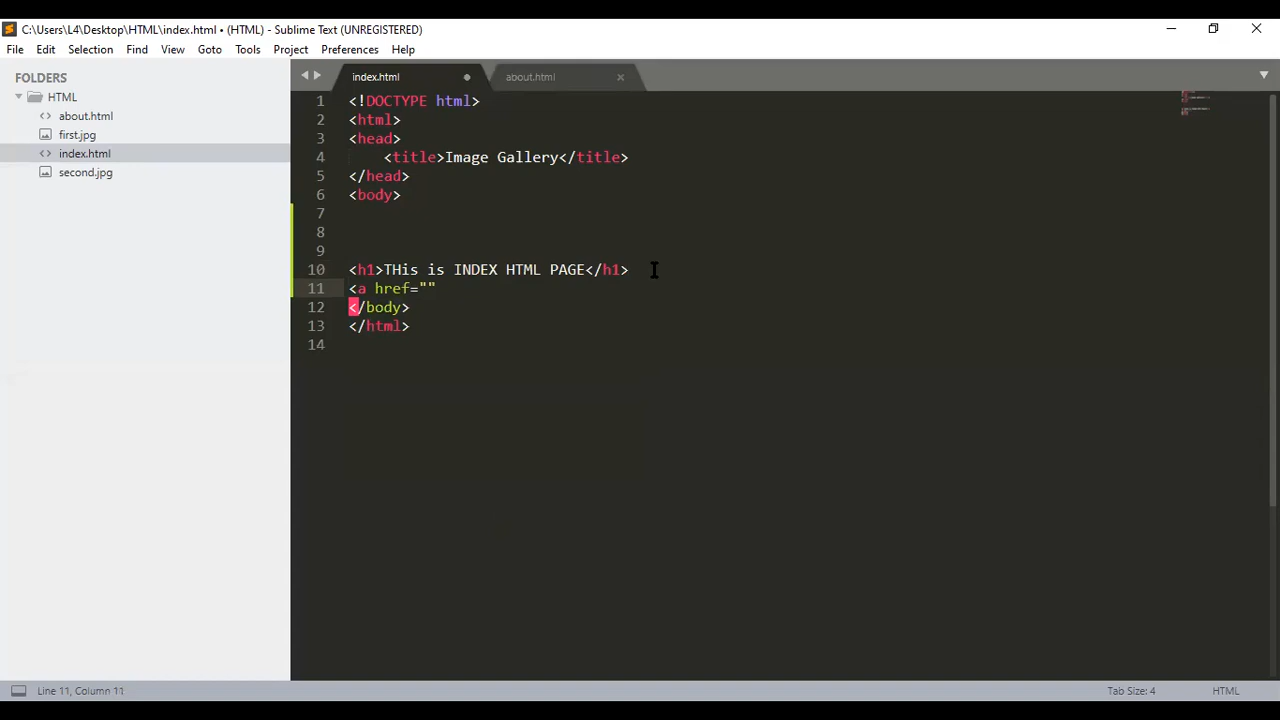 C:\Users\L4\Desktop\HTML\index.html • (HTML) - Sublime Text (UNREGISTERED)
File Edit Selection Find View Goto Tools Project Preferences Help
FOLDERS
HTML
about.html
first.jpg
index.html
second.jpg
index.html about.html
1 <!DOCTYPE html>
2 <html>
3 <head>
4 <title>Image Gallery</title>
5 </head>
6 <body>
7
8
9
10 <h1>THis is INDEX HTML PAGE</h1>
11 <a href=""
12 </body>
13 </html>
14
Line 11, Column 11 Tab Size: 4 HTML